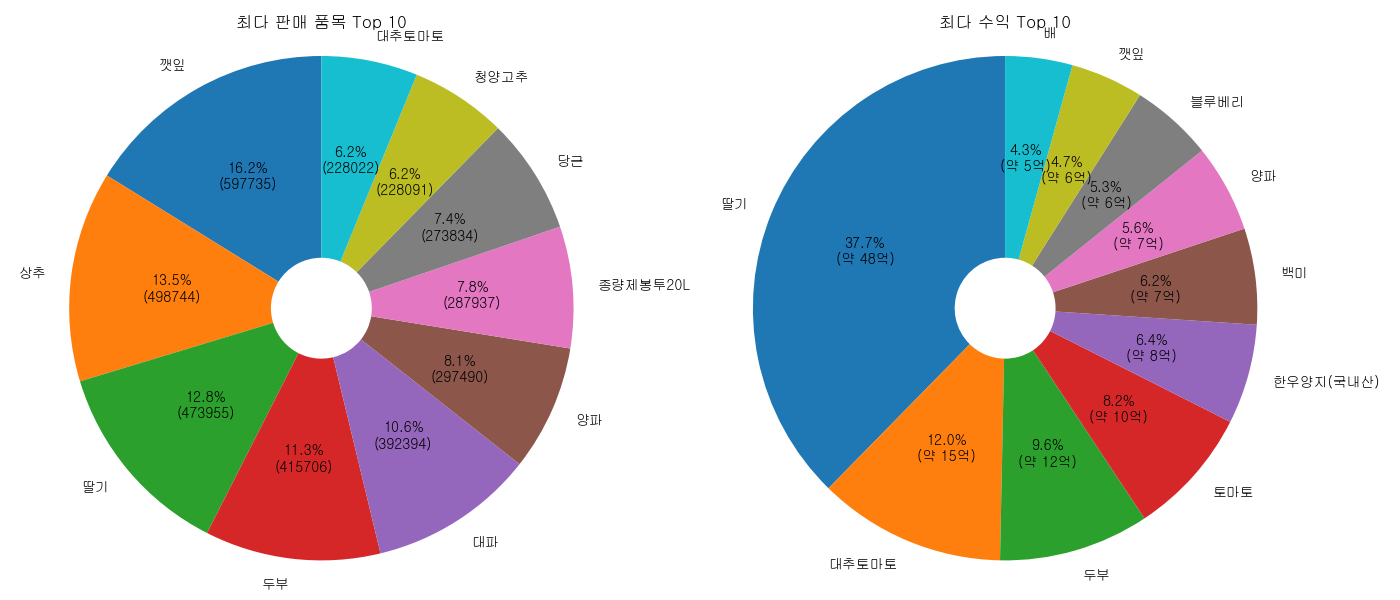 최다 판매 품목 Top 10
대추토마토
깻잎
청양고추
당근
상추
종량제봉투20L
양파
딸기
대파
두부
16.2%
(597735)
6.2%
(228022)
6.2%
(228091)
7.4%
(273834)
13.5%
(498744)
7.8%
(287937)
8.1%
(297490)
12.8%
(473955)
10.6%
(392394)
11.3%
(415706)
최다 수익 Top 10
배
깻잎
블루베리
양파
딸기
백미
한우양지(국내산)
토마토
대추토마토
두부
4.3%
(약 5억)
4.7%
(약 6억)
5.3%
(약 6억)
5.6%
(약 7억)
37.7%
(약 48억)
6.2%
(약 7억)
6.4%
(약 8억)
8.2%
(약 10억)
12.0%
(약 15억)
9.6%
(약 12억)